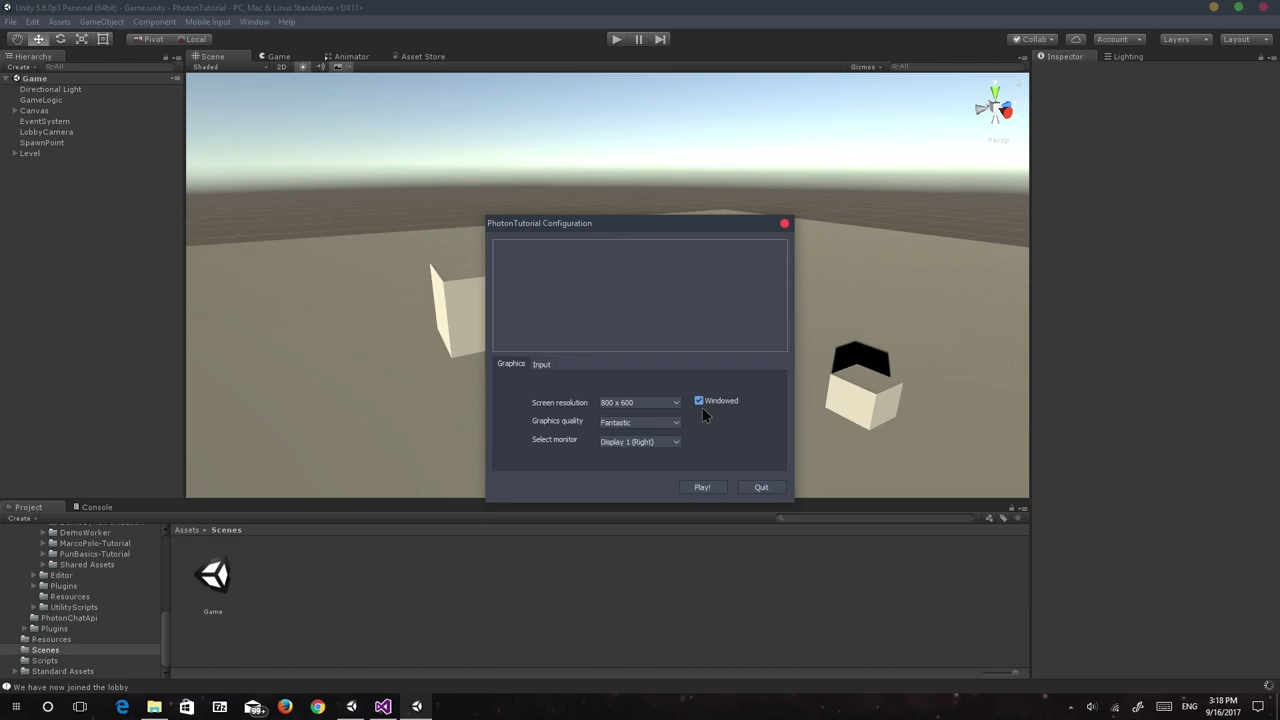 Unity 5.6.0p3 Personal (64bit) - Game.unity - PhotonTutorial - PC, Mac & Linux Standalone <DX11>
File Edit Assets GameObject Component Mobile Input Window Help
Pivot Local Collab Account Layers Layout
Hierarchy Scene Game Animator Asset Store Inspector Lighting
Create All Shaded 2D Gizmos All
Game
Directional Light
GameLogic
Canvas
EventSystem
LobbyCamera
SpawnPoint
Level
Persp
PhotonTutorial Configuration
Graphics Input
Screen resolution 800 x 600 Windowed
Graphics quality Fantastic
Select monitor Display 1 (Right)
Play! Quit
Project Console
Create
Assets Scenes
DemoWorker
MarcoPolo-Tutorial
PunBasics-Tutorial
Shared Assets
Editor
Plugins
Resources
UtilityScripts
PhotonChatApi
Plugins
Resources
Scenes
Scripts
Standard Assets
Game
We have now joined the lobby
99+
ENG
3:18 PM
9/16/2017